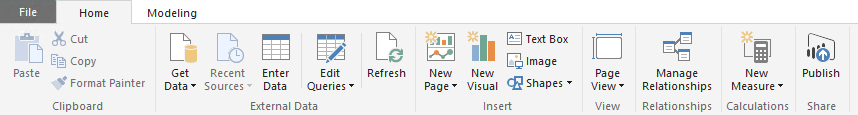 File Home Modeling
Cut
Copy
Format Painter
Paste
Clipboard
Get Data
Recent Sources
Enter Data
Edit Queries
Refresh
External Data
New Page
New Visual
Text Box
Image
Shapes
Insert
Page View
View
Manage Relationships
Relationships
New Measure
Calculations
Publish
Share